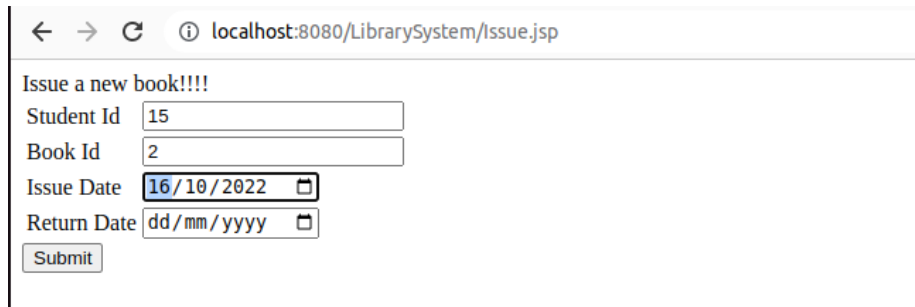 localhost:8080/LibrarySystem/Issue.jsp
Issue a new book!!!!
Student Id 15
Book Id 2
Issue Date 16/10/2022
Return Date dd/mm/yyyy
Submit